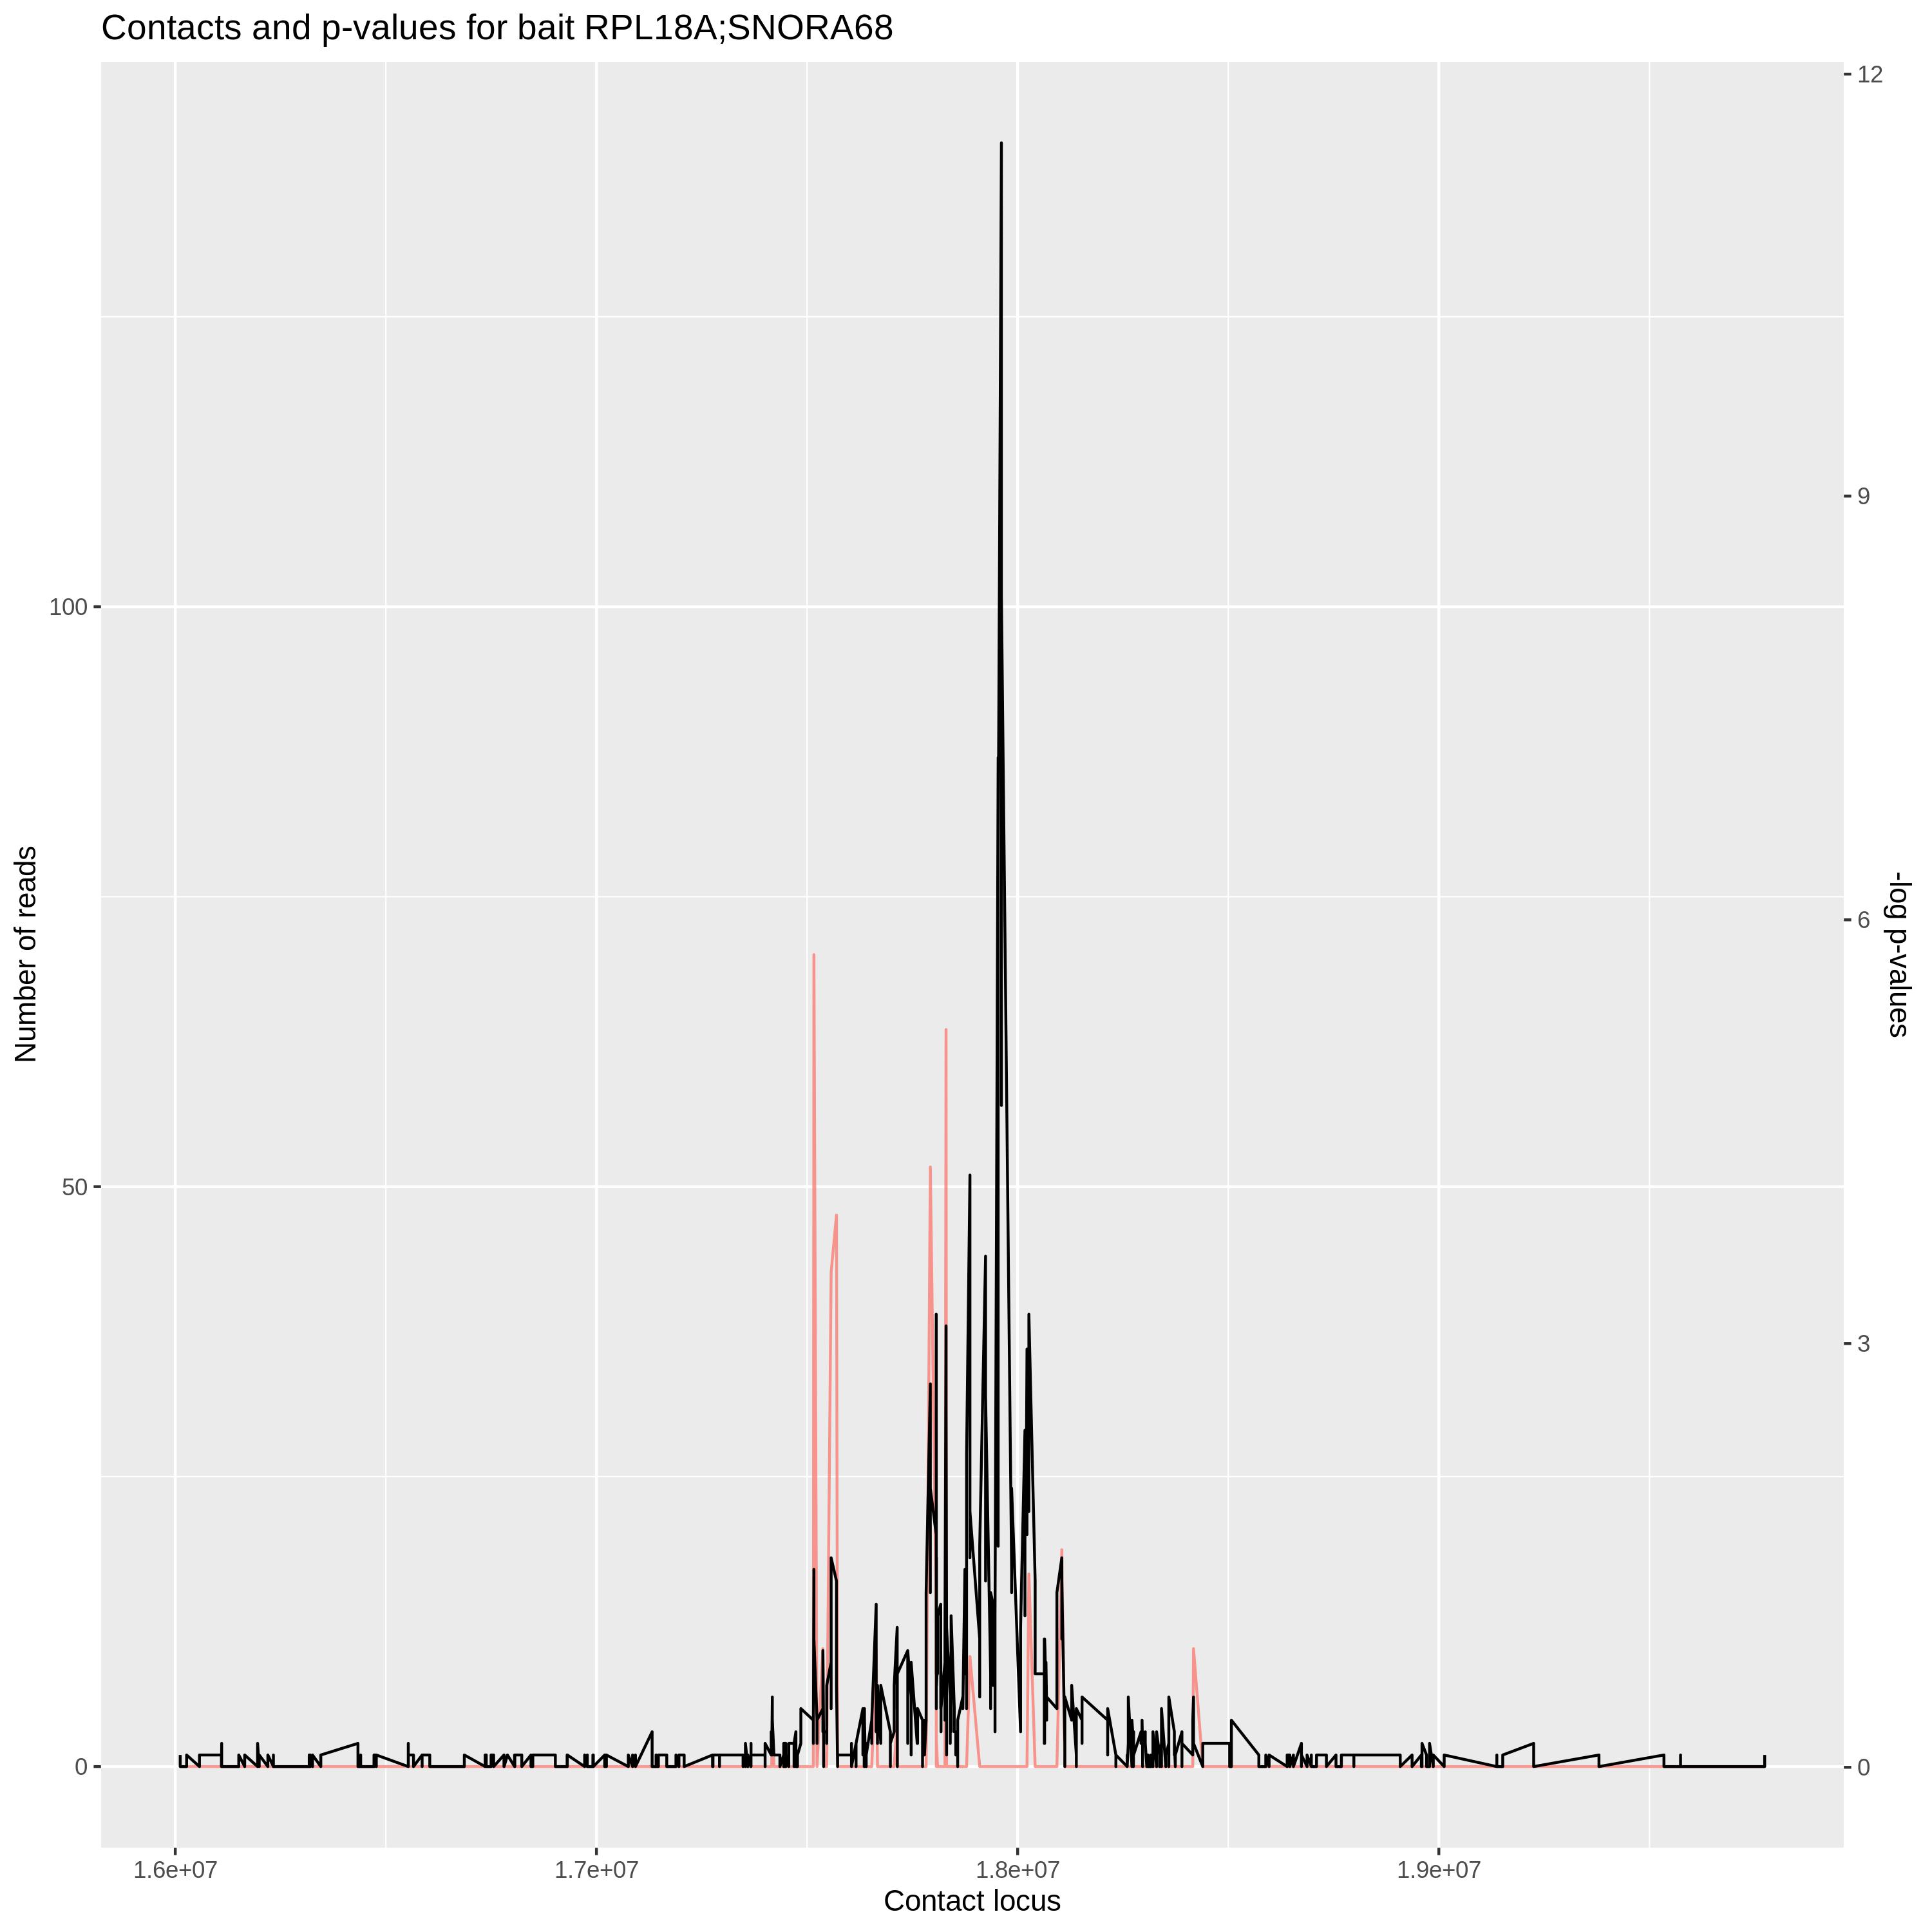 Contacts and p-values for bait RPL18A;SNORA68
12
9
100
6
Number of reads
-log p-values
50
3
0
0
1.6e+07
1.7e+07
1.8e+07
1.9e+07
Contact locus